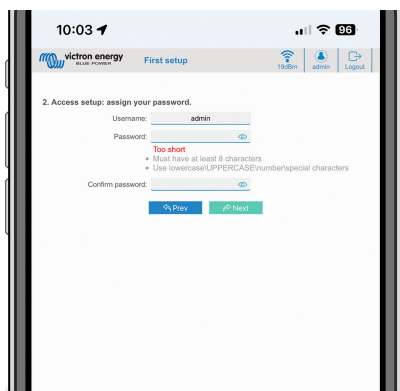 10:03
96
victron energy
BLUE POWER
First setup
19dBm
admin
Logout
2. Access setup: assign your password.
Username: admin
Password:
Too short
Must have at least 8 characters
Use lowercase\UPPERCASE\number\special characters
Confirm password:
Prev
Next